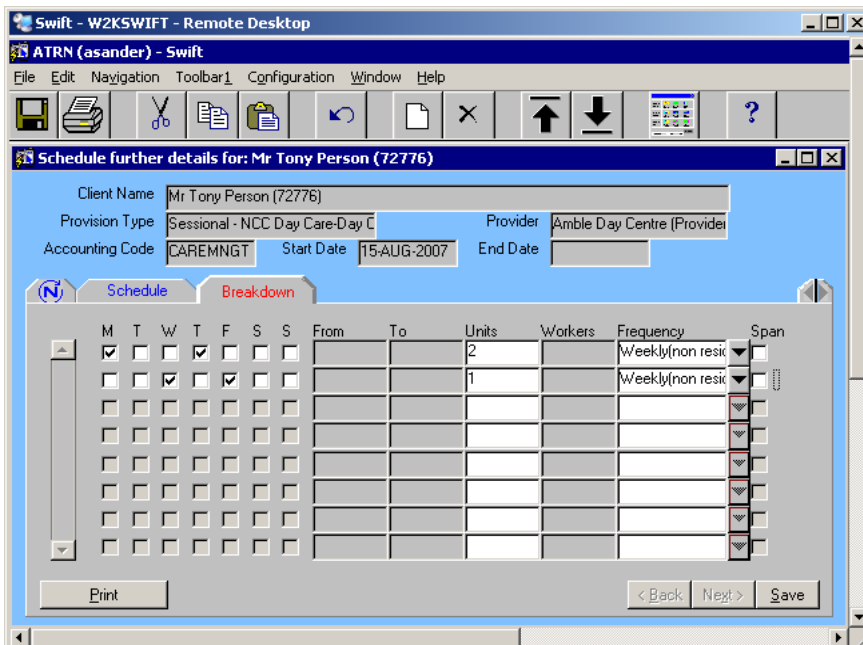 Swift - W2KSWIFT - Remote Desktop
ATRN (asander) - Swift
File Edit Navigation Toolbar1 Configuration Window Help
?
Schedule further details for: Mr Tony Person (72776)
Client Name Mr Tony Person (72776)
Provision Type Sessional - NCC Day Care-Day C Provider Amble Day Centre (Provider
Accounting Code CAREMNGT Start Date 15-AUG-2007 End Date
N Schedule Breakdown
M T W T F S S From To Units Workers Frequency Span
2 Weekly(non resid
1 Weekly(non resid
Print < Back Next > Save